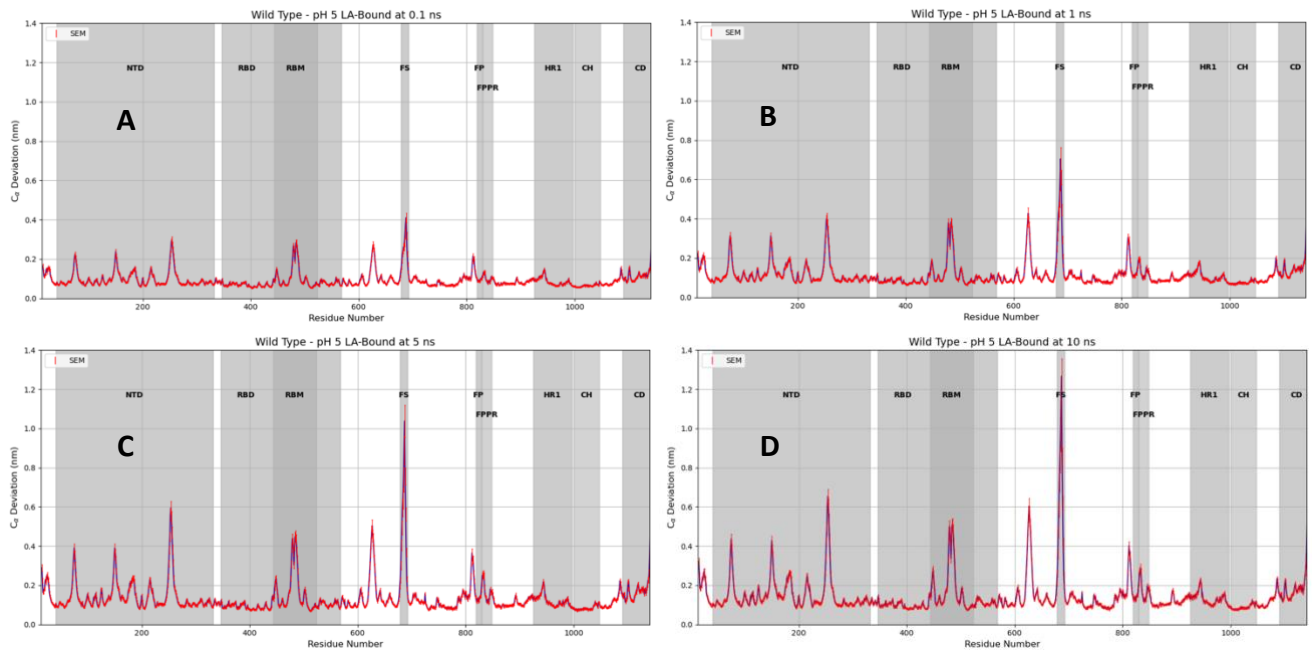 Wild Type - pH 5 LA-Bound at 0.1 ns
1.4
1.2
1.0
0.8
0.6
0.4
0.2
0.0
Cα Deviation (nm)
SEM
NTD
RBD
RBM
FS
FP
FPPR
HR1
CH
CD
A
200
400
600
800
1000
Residue Number
Wild Type - pH 5 LA-Bound at 1 ns
1.4
1.2
1.0
0.8
0.6
0.4
0.2
0.0
Cα Deviation (nm)
SEM
NTD
RBD
RBM
FS
FP
FPPR
HR1
CH
CD
B
200
400
600
800
1000
Residue Number
Wild Type - pH 5 LA-Bound at 5 ns
1.4
1.2
1.0
0.8
0.6
0.4
0.2
0.0
Cα Deviation (nm)
SEM
NTD
RBD
RBM
FS
FP
FPPR
HR1
CH
CD
C
200
400
600
800
1000
Residue Number
Wild Type - pH 5 LA-Bound at 10 ns
1.4
1.2
1.0
0.8
0.6
0.4
0.2
0.0
Cα Deviation (nm)
SEM
NTD
RBD
RBM
FS
FP
FPPR
HR1
CH
CD
D
200
400
600
800
1000
Residue Number